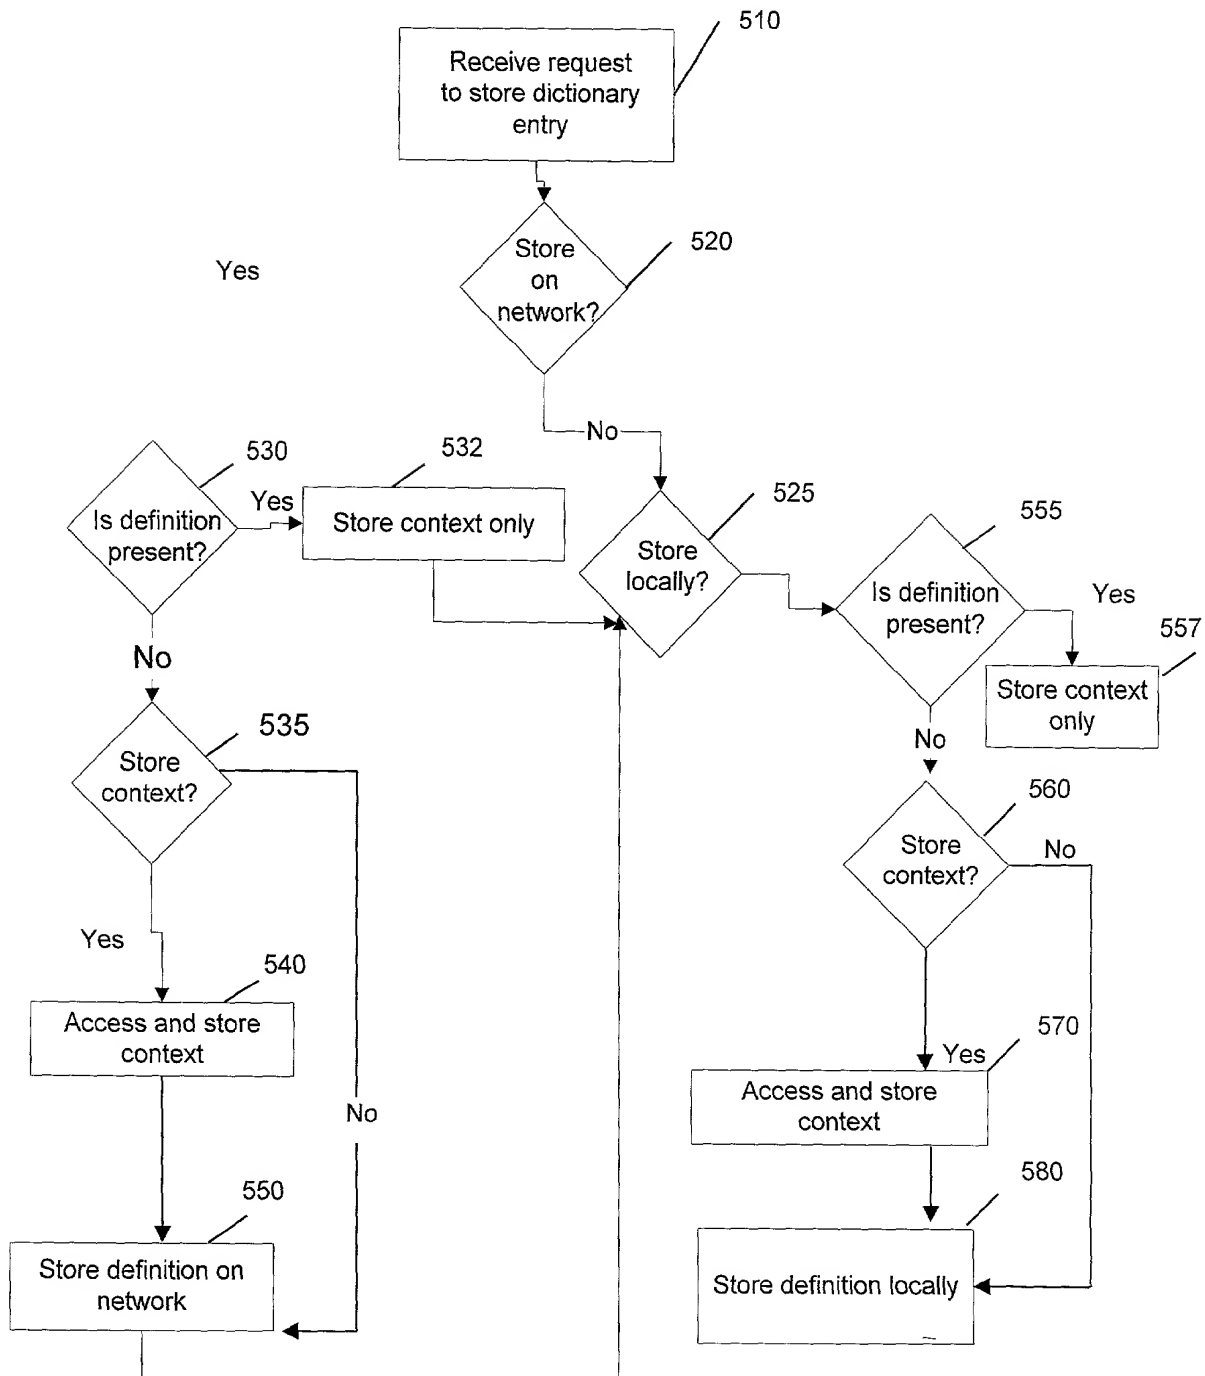 510
Receive request
to store dictionary
entry
520
Store
on
network?
Yes
No
530
Is definition
present?
Yes
532
Store context only
525
Store
locally?
555
Is definition
present?
Yes
557
Store context
only
No
No
535
Store
context?
560
Store
context?
No
Yes
540
Access and store
context
No
Yes
570
Access and store
context
550
Store definition on
network
580
Store definition locally